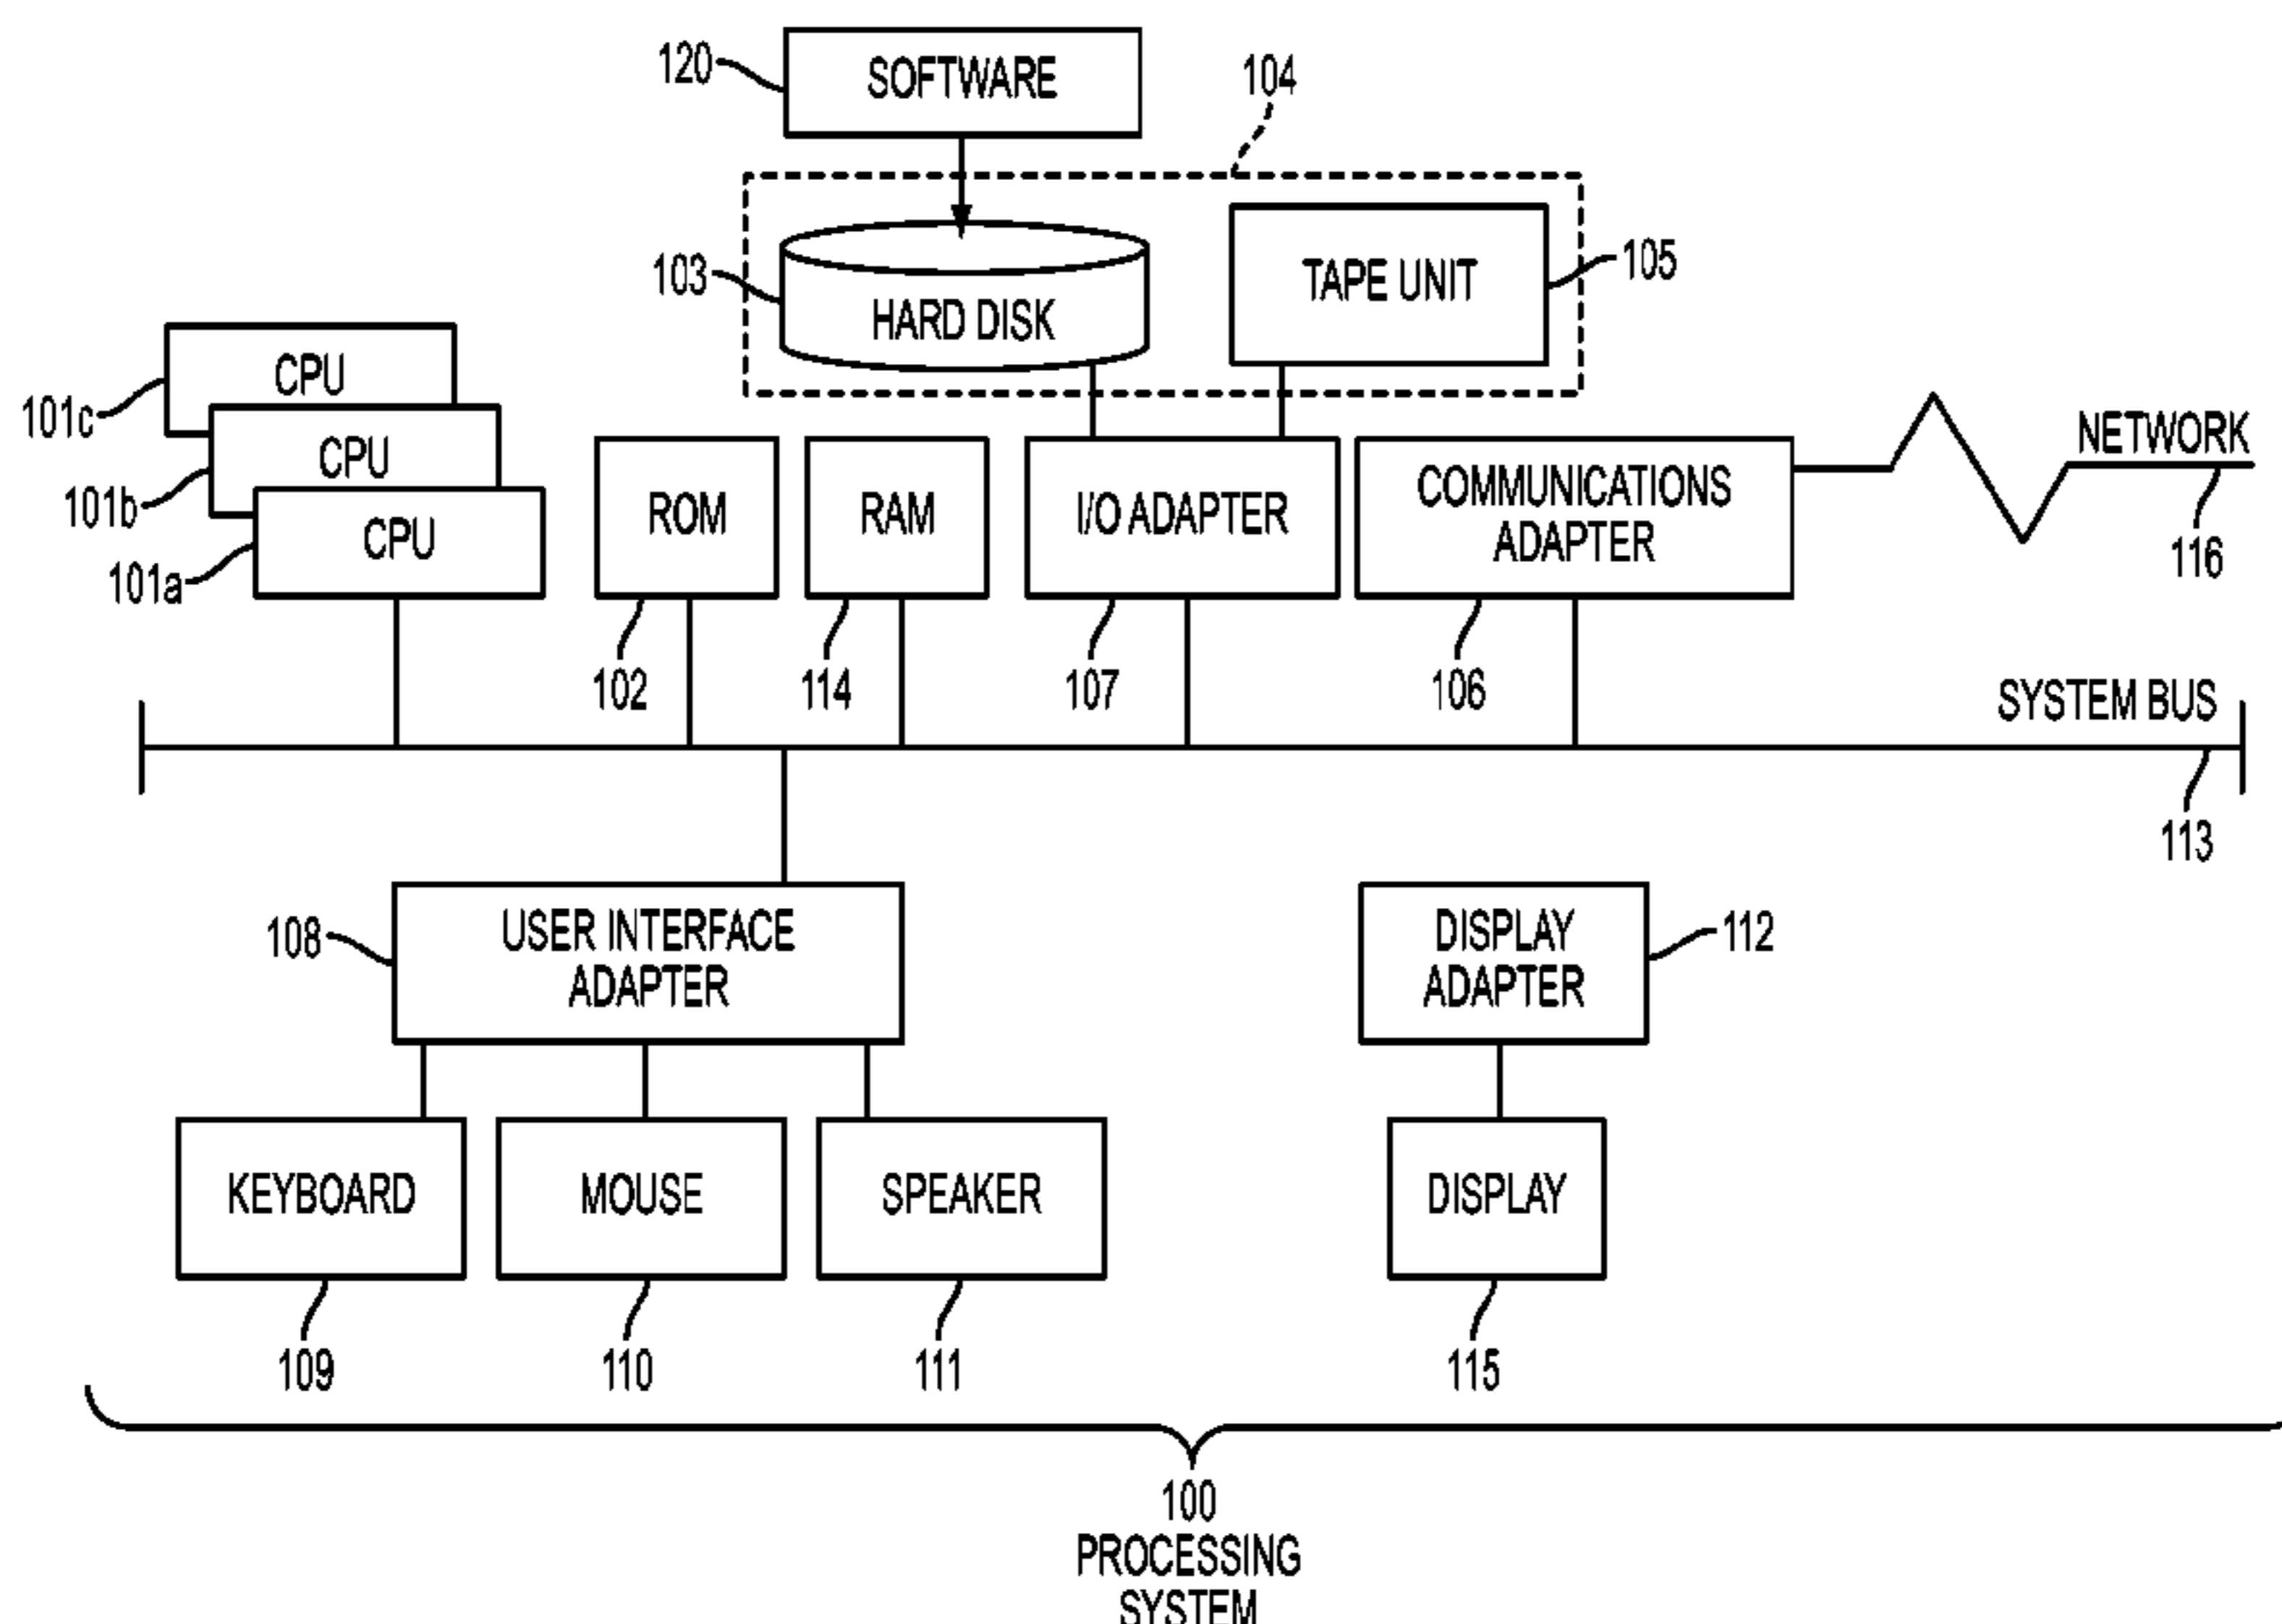 120
SOFTWARE
104
103
HARD DISK
TAPE UNIT
105
101c
CPU
101b
CPU
101a
CPU
ROM
RAM
I/O ADAPTER
COMMUNICATIONS
ADAPTER
NETWORK
116
102
114
107
106
SYSTEM BUS
113
108
USER INTERFACE
ADAPTER
DISPLAY
ADAPTER
112
KEYBOARD
MOUSE
SPEAKER
DISPLAY
109
110
111
115
100
PROCESSING
SYSTEM